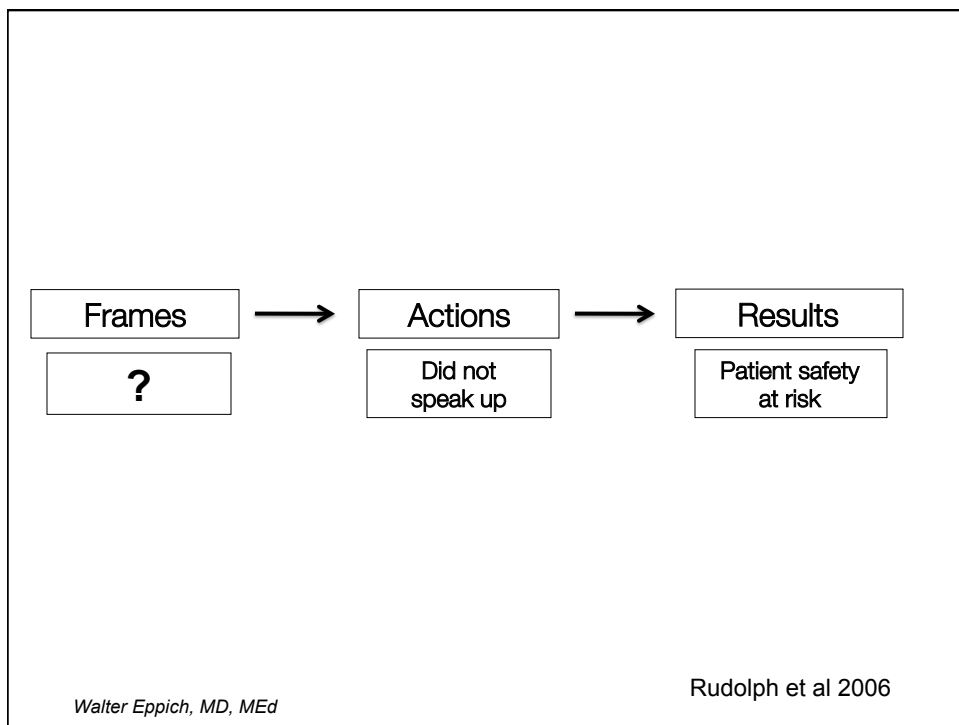 Frames
Actions
Results
?
Did not
speak up
Patient safety
at risk
Walter Eppich, MD, MEd
Rudolph et al 2006